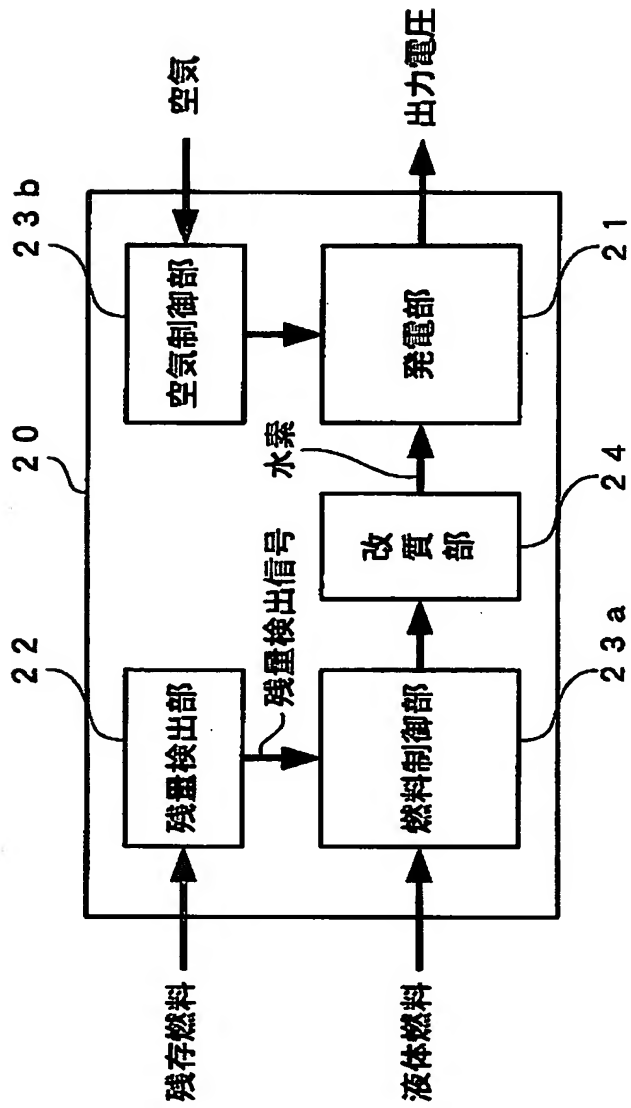 20
22
23b
残存燃料
残量検出部
空気制御部
空気
残量検出信号
水素
液体燃料
燃料制御部
改質部
発電部
出力電圧
23a
24
21